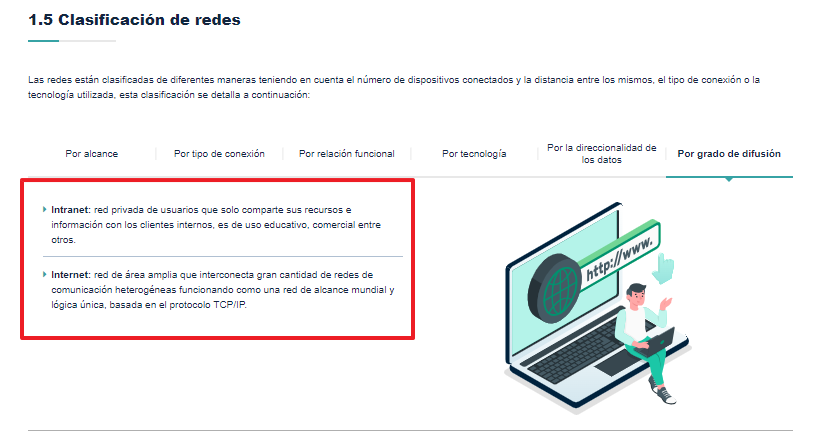 1.5 Clasificación de redes
Las redes están clasificadas de diferentes maneras teniendo en cuenta el número de dispositivos conectados y la distancia entre los mismos, el tipo de conexión o la
tecnología utilizada, esta clasificación se detalla a continuación:
Por alcance
Por tipo de conexión
Por relación funcional
Por tecnología
Por la direccionalidad de
los datos
Por grado de difusión
Intranet: red privada de usuarios que solo comparte sus recursos e
información con los clientes internos, es de uso educativo, comercial entre
otros.
Internet: red de área amplia que interconecta gran cantidad de redes de
comunicación heterogéneas funcionando como una red de alcance mundial y
lógica única, basada en el protocolo TCP/IP.
http://www.